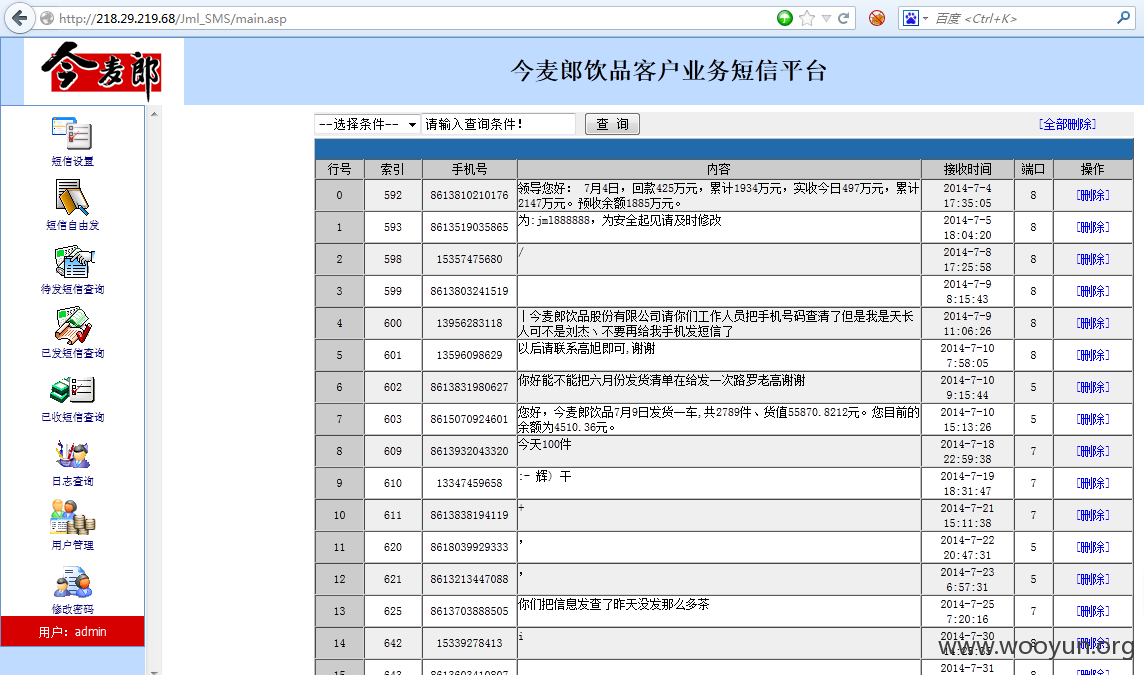 http://218.29.219.68/Jml_SMS/main.asp
百度 <Ctrl+K>
今麦郎
今麦郎饮品客户业务短信平台
短信设置
短信自由发
待发短信查询
已发短信查询
已收短信查询
日志查询
用户管理
修改密码
用户：admin
--选择条件-- 请输入查询条件! 查 询 [全部删除]
行号 索引 手机号 内容 接收时间 端口 操作
0 592 8613810210176 领导您好： 7月4日，回款425万元，累计1934万元，实收今日497万元，累计2147万元。预收余额1885万元。 2014-7-4 17:35:05 8 [删除]
1 593 8613519035865 为:jml888888，为安全起见请及时修改 2014-7-5 18:04:20 8 [删除]
2 598 15357475680 / 2014-7-8 17:25:58 8 [删除]
3 599 8613803241519 2014-7-9 8:15:43 8 [删除]
4 600 13956283118 丨今麦郎饮品股份有限公司请你们工作人员把手机号码查清了但是我是天长人可不是刘杰丶不要再给我手机发短信了 2014-7-9 11:06:26 8 [删除]
5 601 13596098629 以后请联系高旭即可,谢谢 2014-7-10 7:58:05 8 [删除]
6 602 8613831980627 你好能不能把六月份发货清单在给发一次路罗老高谢谢 2014-7-10 9:15:44 5 [删除]
7 603 8615070924601 您好，今麦郎饮品7月9日发货一车,共2789件、货值55870.8212元。您目前的余额为4510.36元。 2014-7-10 15:13:26 5 [删除]
8 609 8613932043320 今天100件 2014-7-18 22:59:38 7 [删除]
9 610 13347459658 :- 辉）干 2014-7-19 18:31:47 7 [删除]
10 611 8613838194119 + 2014-7-21 15:11:38 7 [删除]
11 620 8618039929333 ， 2014-7-22 20:47:31 5 [删除]
12 621 8613213447088 ， 2014-7-23 6:57:31 5 [删除]
13 625 8613703888505 你们把信息发查了昨天没发那么多茶 2014-7-25 7:20:16 7 [删除]
14 642 15339278413 i 2014-7-30 8 [删除]
2014-7-31
www.wooyun.org